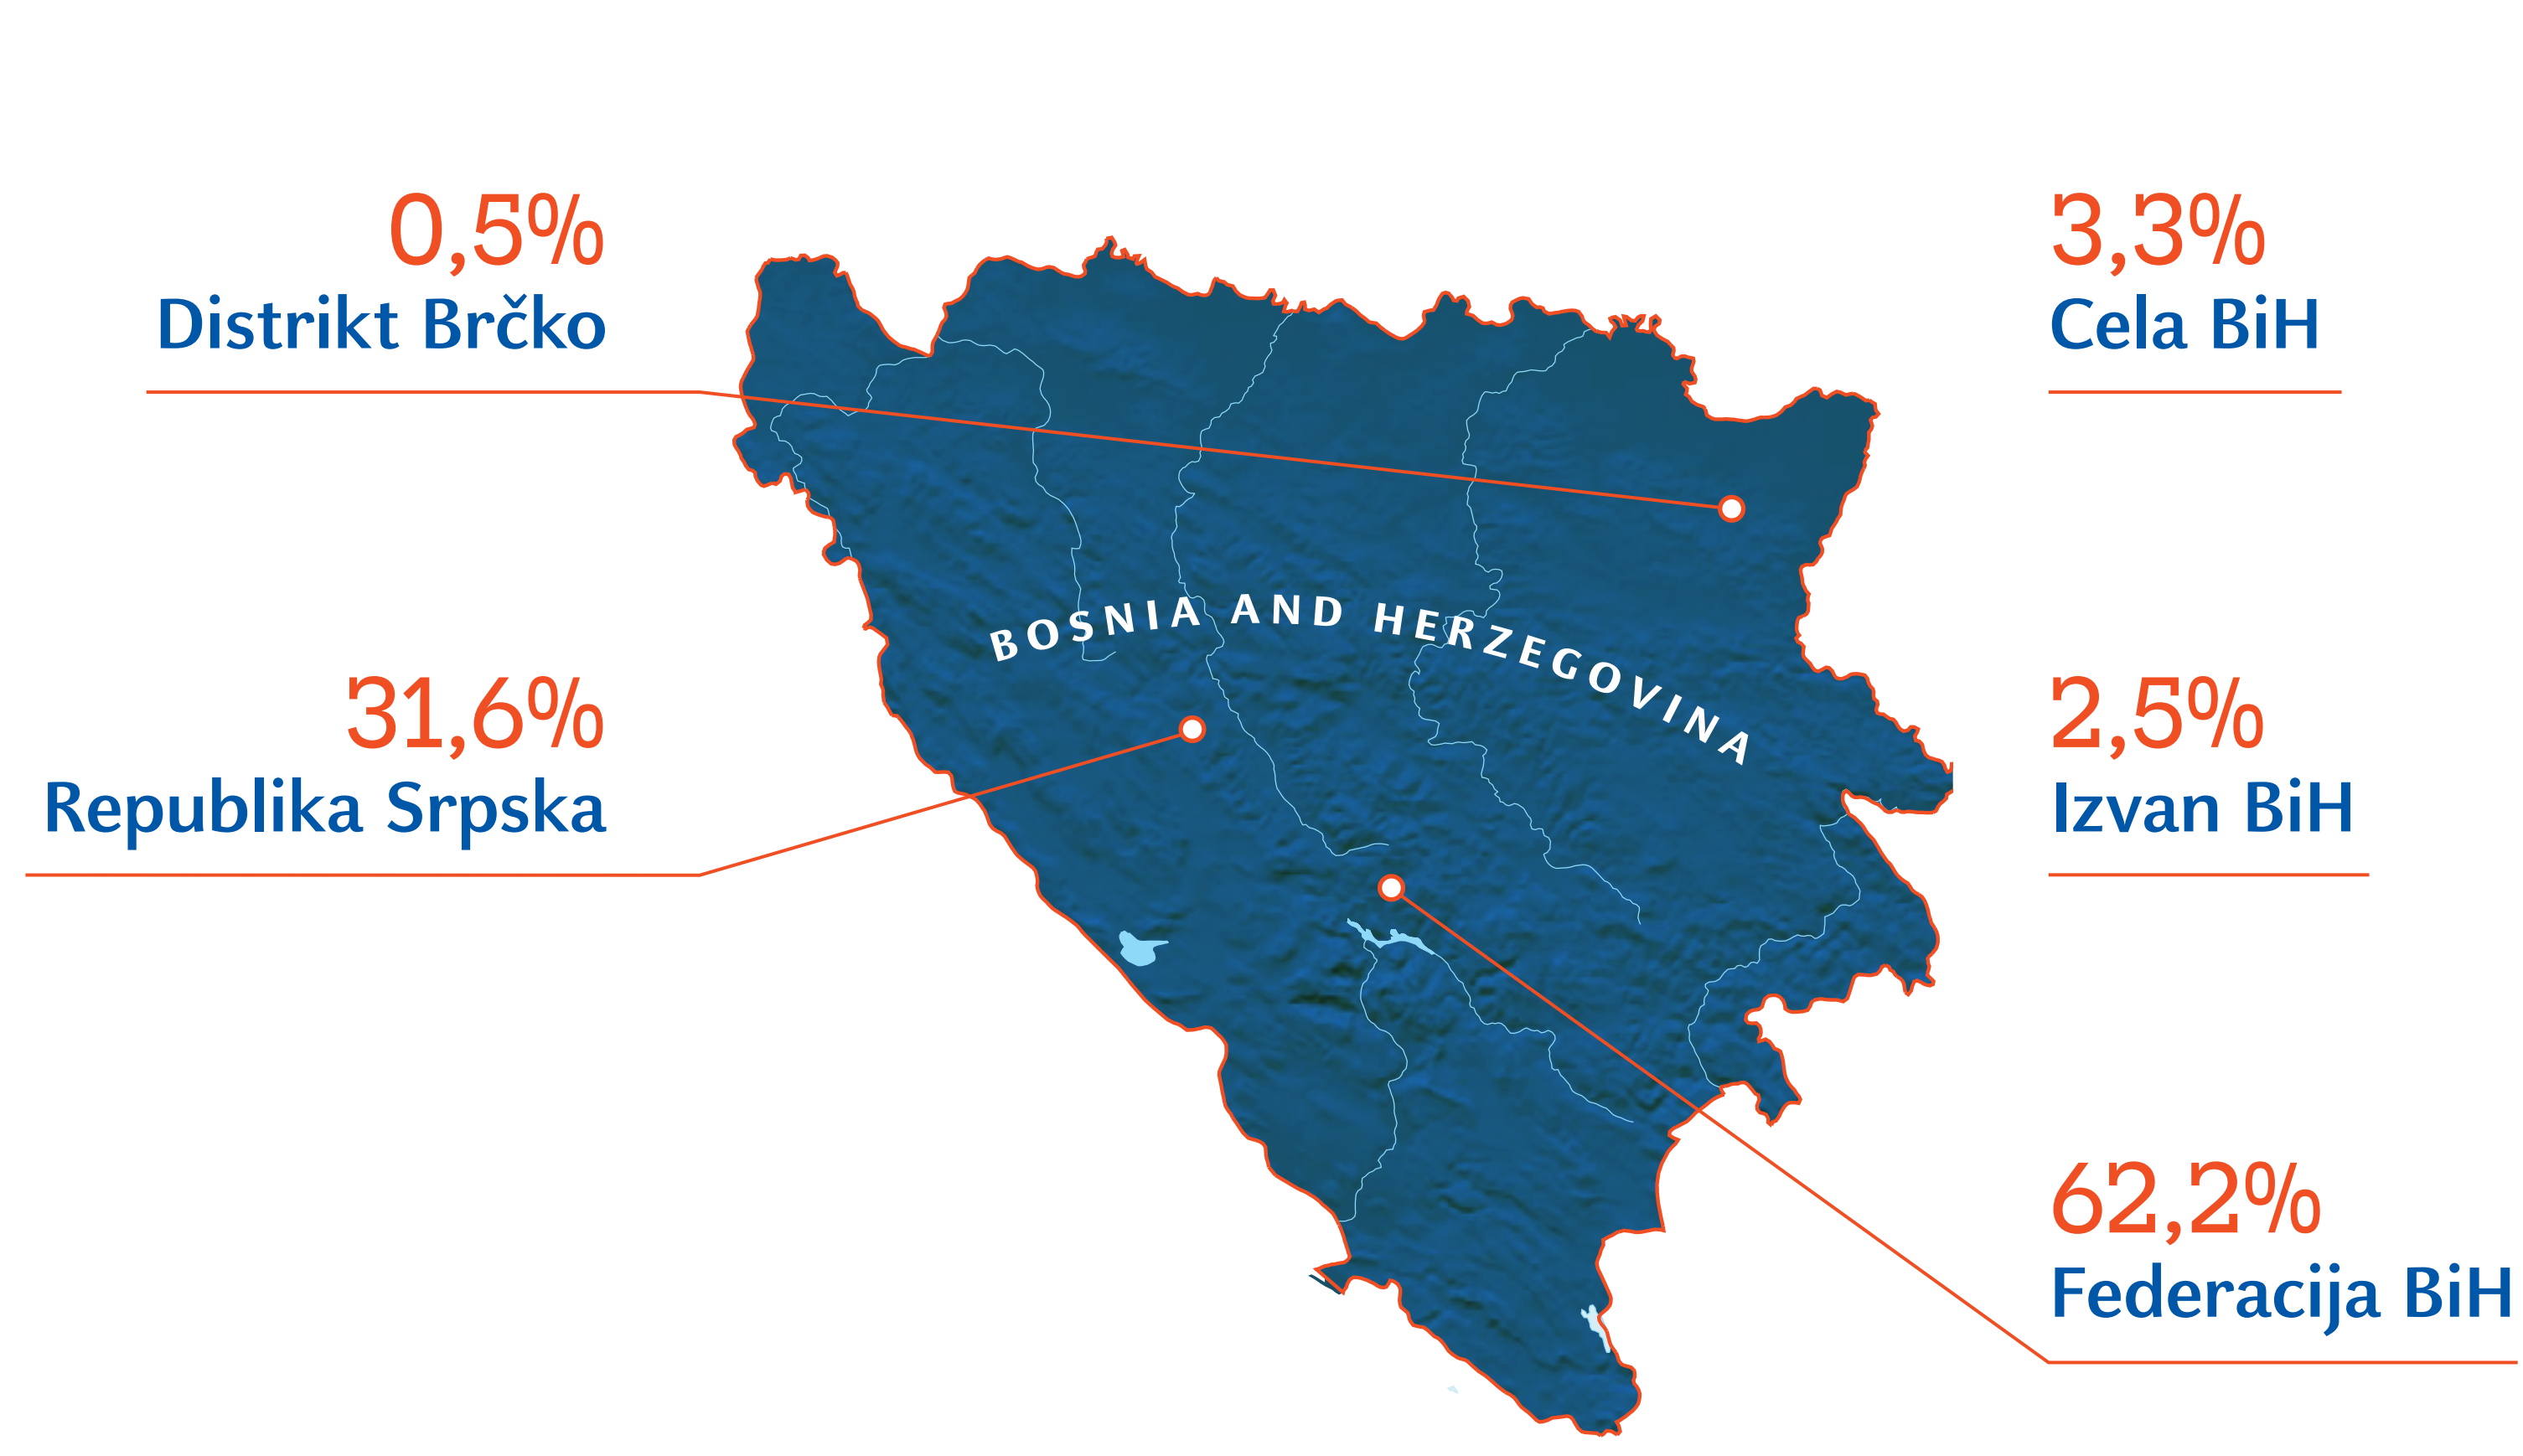 0,5%
Distrikt Brčko
3,3%
Cela BiH
BOSNIA AND HERZEGOVINA
31,6%
Republika Srpska
2,5%
Izvan BiH
62,2%
Federacija BiH